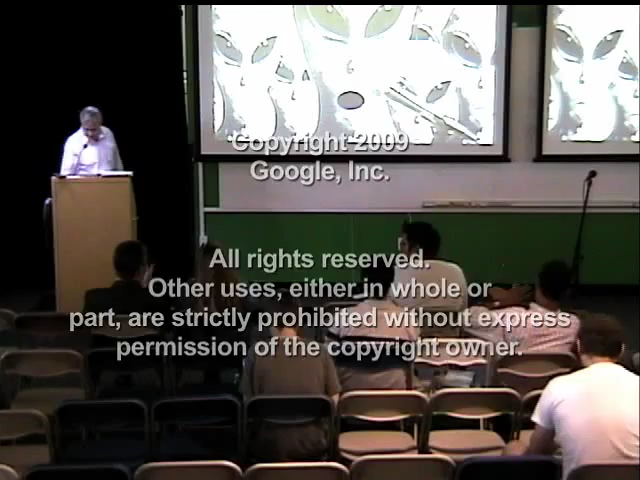 Copyright 2009
Google, Inc.
All rights reserved.
Other uses, either in whole or
part, are strictly prohibited without express
permission of the copyright owner.